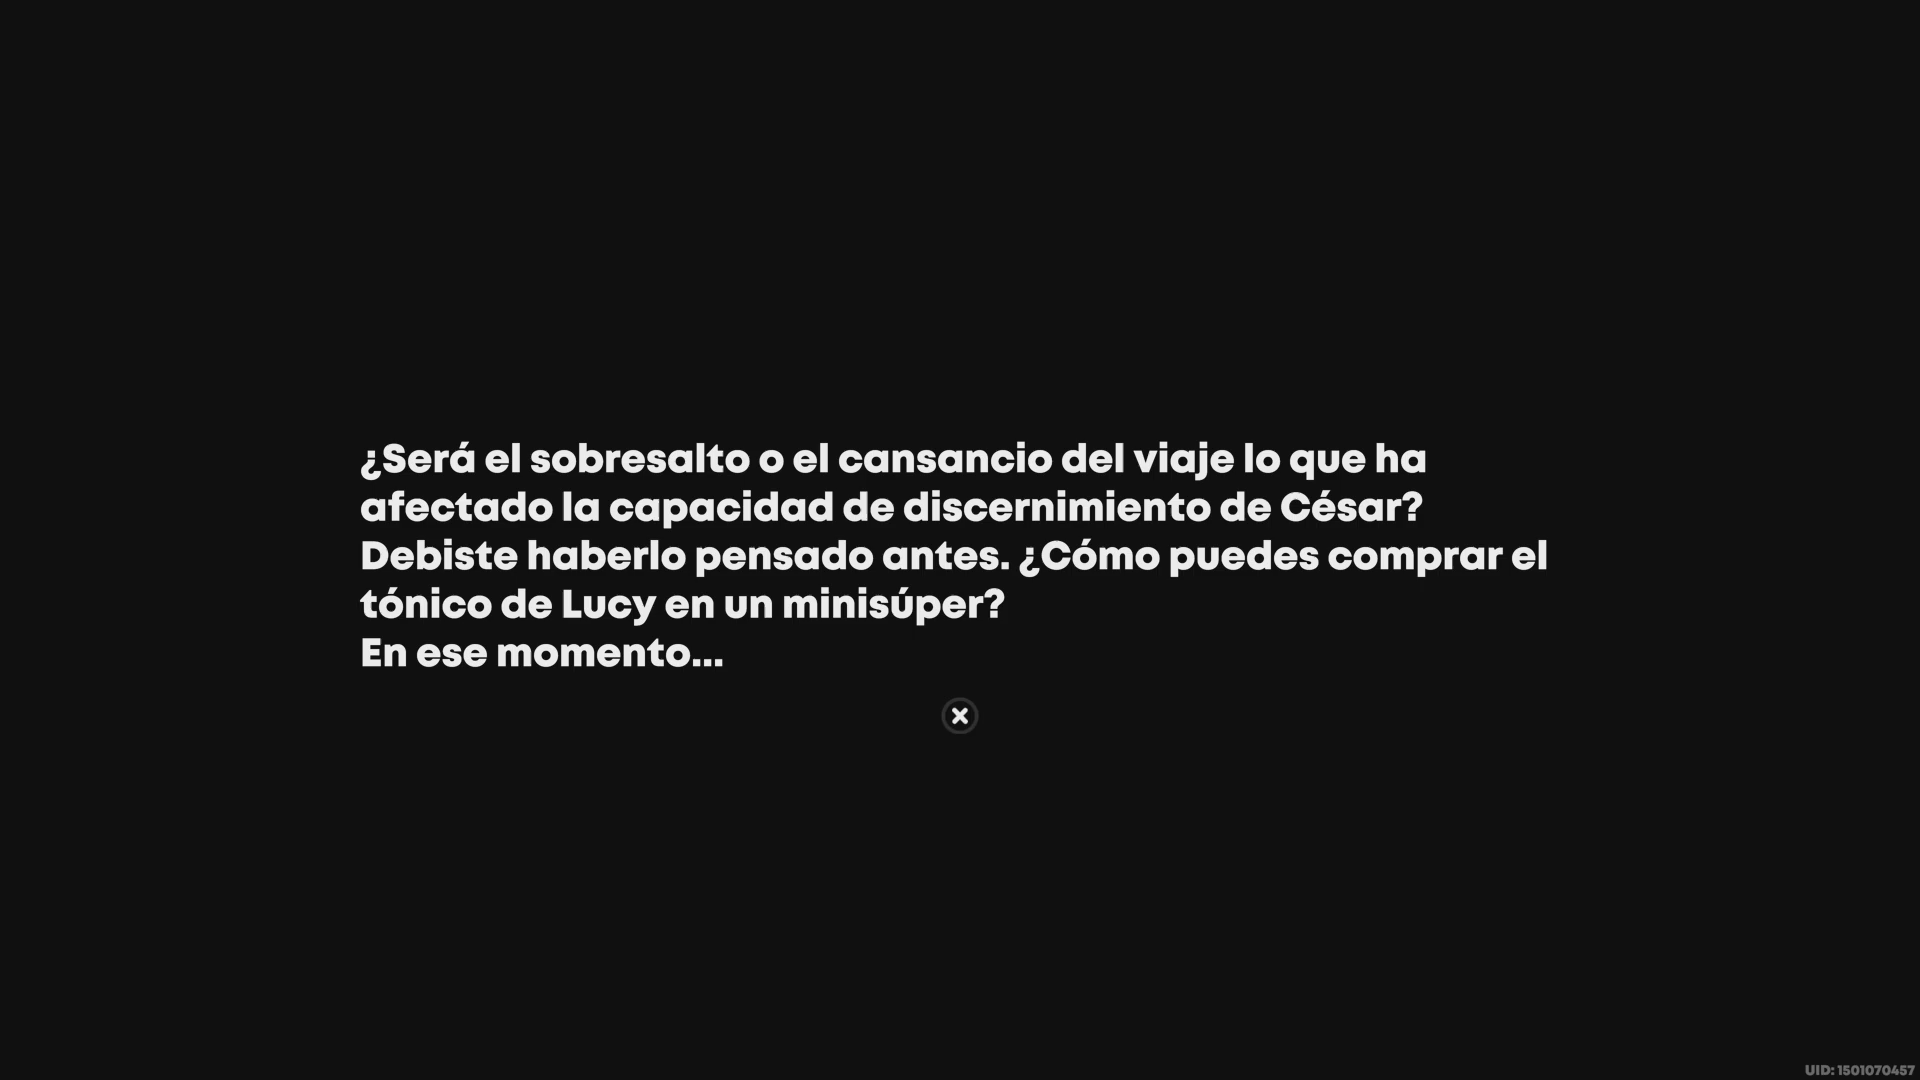 ¿Será el sobresalto o el cansancio del viaje lo que ha
afectado la capacidad de discernimiento de César?
Debiste haberlo pensado antes. ¿Cómo puedes comprar el
tónico de Lucy en un minisúper?
En ese momento...
UID: 1501070457